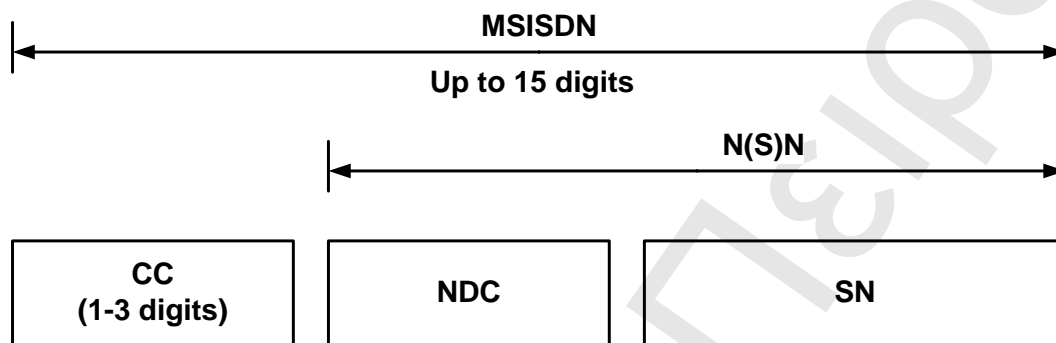 MSISDN
Up to 15 digits
N(S)N
CC
(1-3 digits)
NDC
SN